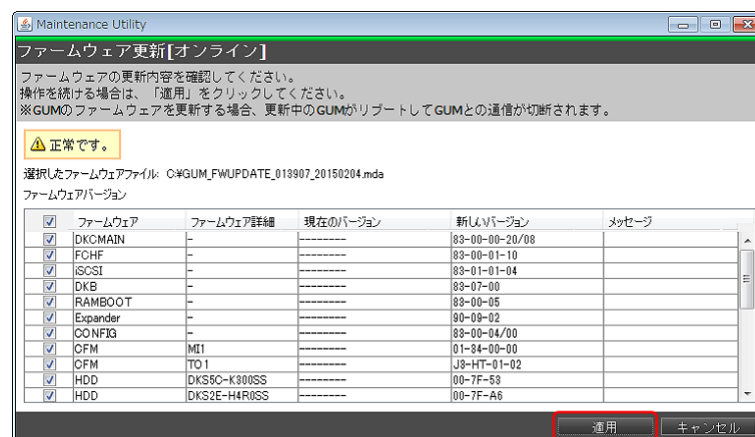 Maintenance Utility
ファームウェア更新[オンライン]
ファームウェアの更新内容を確認してください。
操作を続ける場合は、「適用」をクリックしてください。
※GUMのファームウェアを更新する場合、更新中のGUMがリブートしてGUMとの通信が切断されます。
正常です。
選択したファームウェアファイル: C:¥GUM_FWUPDATE_013907_20150204.mda
ファームウェアバージョン
ファームウェア ファームウェア詳細 現在のバージョン 新しいバージョン メッセージ
DKCMAIN - -------- 83-00-00-20/08
FCHF - -------- 83-00-01-10
iSCSI - -------- 83-01-01-04
DKB - -------- 83-07-00
RAMBOOT - -------- 83-00-05
Expander - -------- 90-09-02
CONFIG - -------- 83-00-04/00
CFM MI1 -------- 01-84-00-00
CFM TO1 -------- J3-HT-01-02
HDD DKS5C-K300SS -------- 00-7F-53
HDD DKS2E-H4R0SS -------- 00-7F-A6
適用 キャンセル